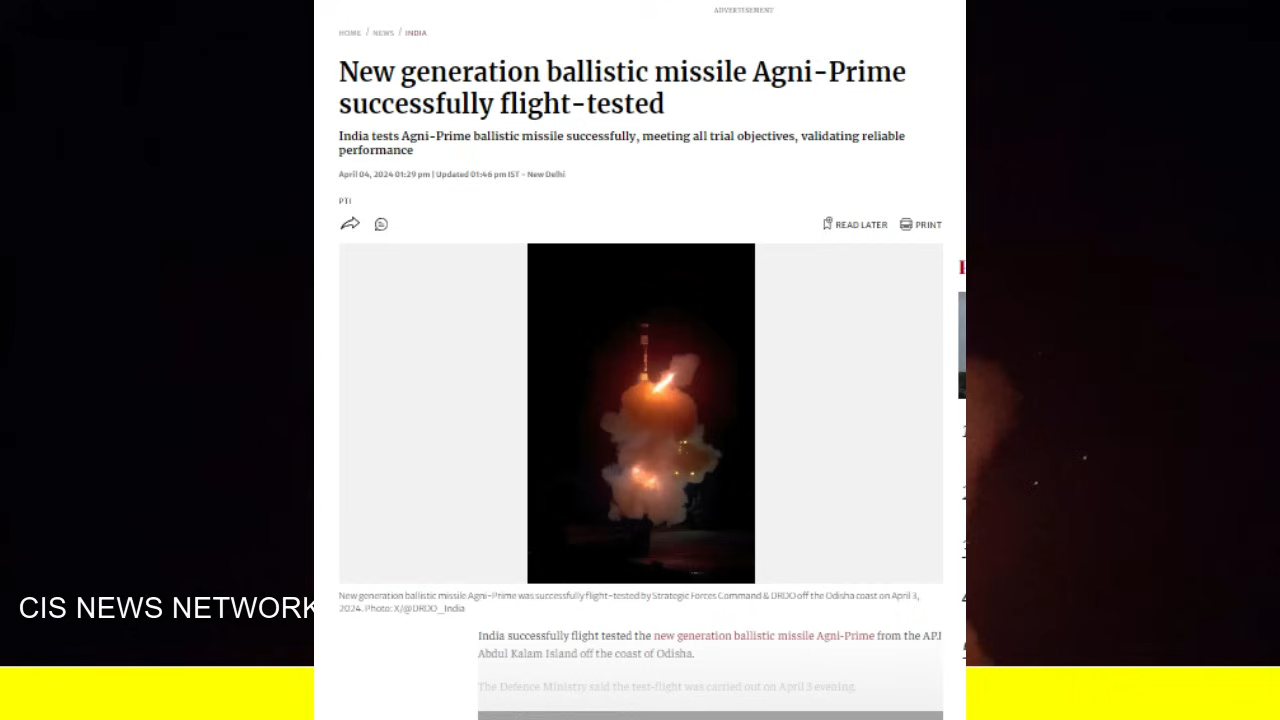 ADVERTISEMENT
HOME / NEWS / INDIA
New generation ballistic missile Agni-Prime
successfully flight-tested
India tests Agni-Prime ballistic missile successfully, meeting all trial objectives, validating reliable
performance
April 04, 2024 01:29 pm | Updated 01:46 pm IST - New Delhi
PTI
READ LATER PRINT
New generation ballistic missile Agni-Prime was successfully flight-tested by Strategic Forces Command & DRDO off the Odisha coast on April 3,
2024. Photo: X/@DRDO_India
CIS NEWS NETWORK
India successfully flight tested the new generation ballistic missile Agni-Prime from the APJ
Abdul Kalam Island off the coast of Odisha.
The Defence Ministry said the test-flight was carried out on April 3 evening.